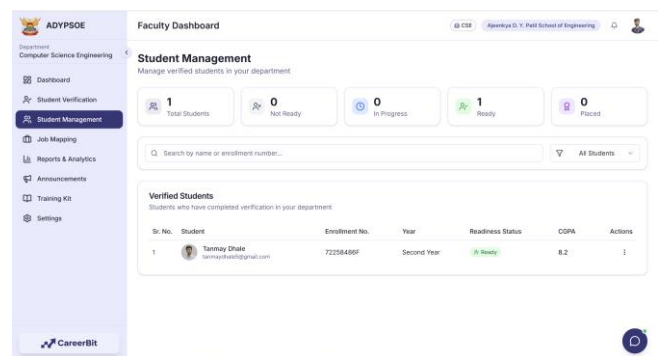 ADYPSOE
Faculty Dashboard
CSE
Ajeenkya D. Y. Patil School of Engineering
Department
Computer Science Engineering
Dashboard
Student Verification
Student Management
Job Mapping
Reports & Analytics
Announcements
Training Kit
Settings
CareerBit
Student Management
Manage verified students in your department
1
Total Students
0
Not Ready
0
In Progress
1
Ready
0
Placed
Search by name or enrollment number...
All Students
Verified Students
Students who have completed verification in your department
Sr. No. Student Enrollment No. Year Readiness Status CGPA Actions
1 Tanmay Dhale 72258486F Second Year Ready 8.2